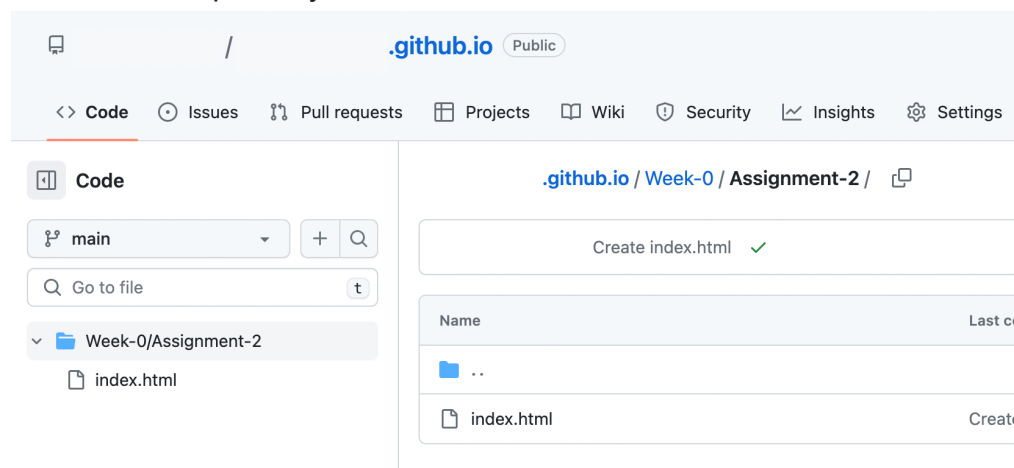 / .github.io Public
Code Issues Pull requests Projects Wiki Security Insights Settings
Code
main
Go to file t
Week-0/Assignment-2
index.html
.github.io / Week-0 / Assignment-2 /
Create index.html
Name Last c
..
index.html Creat